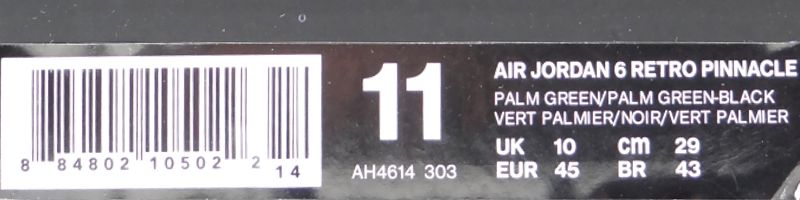 8 84802 10502 2 14
11
AH4614 303
AIR JORDAN 6 RETRO PINNACLE
PALM GREEN/PALM GREEN-BLACK
VERT PALMIER/NOIR/VERT PALMIER
UK 10 cm 29
EUR 45 BR 43